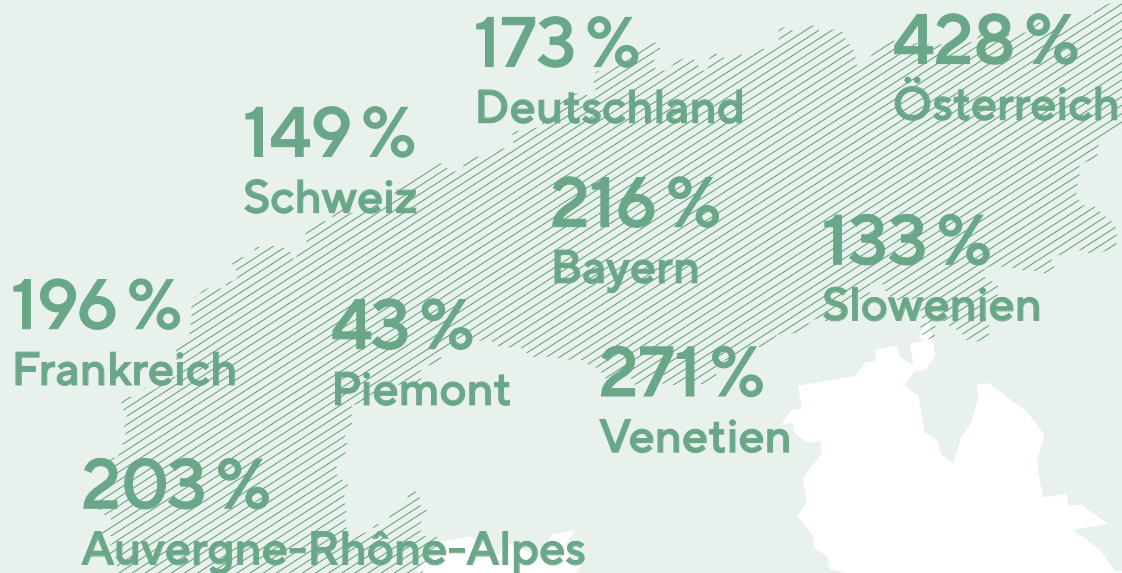 173 %
Deutschland
428 %
Österreich
149 %
Schweiz
216 %
Bayern
133 %
Slowenien
196 %
Frankreich
43 %
Piemont
271 %
Venetien
203 %
Auvergne-Rhône-Alpes